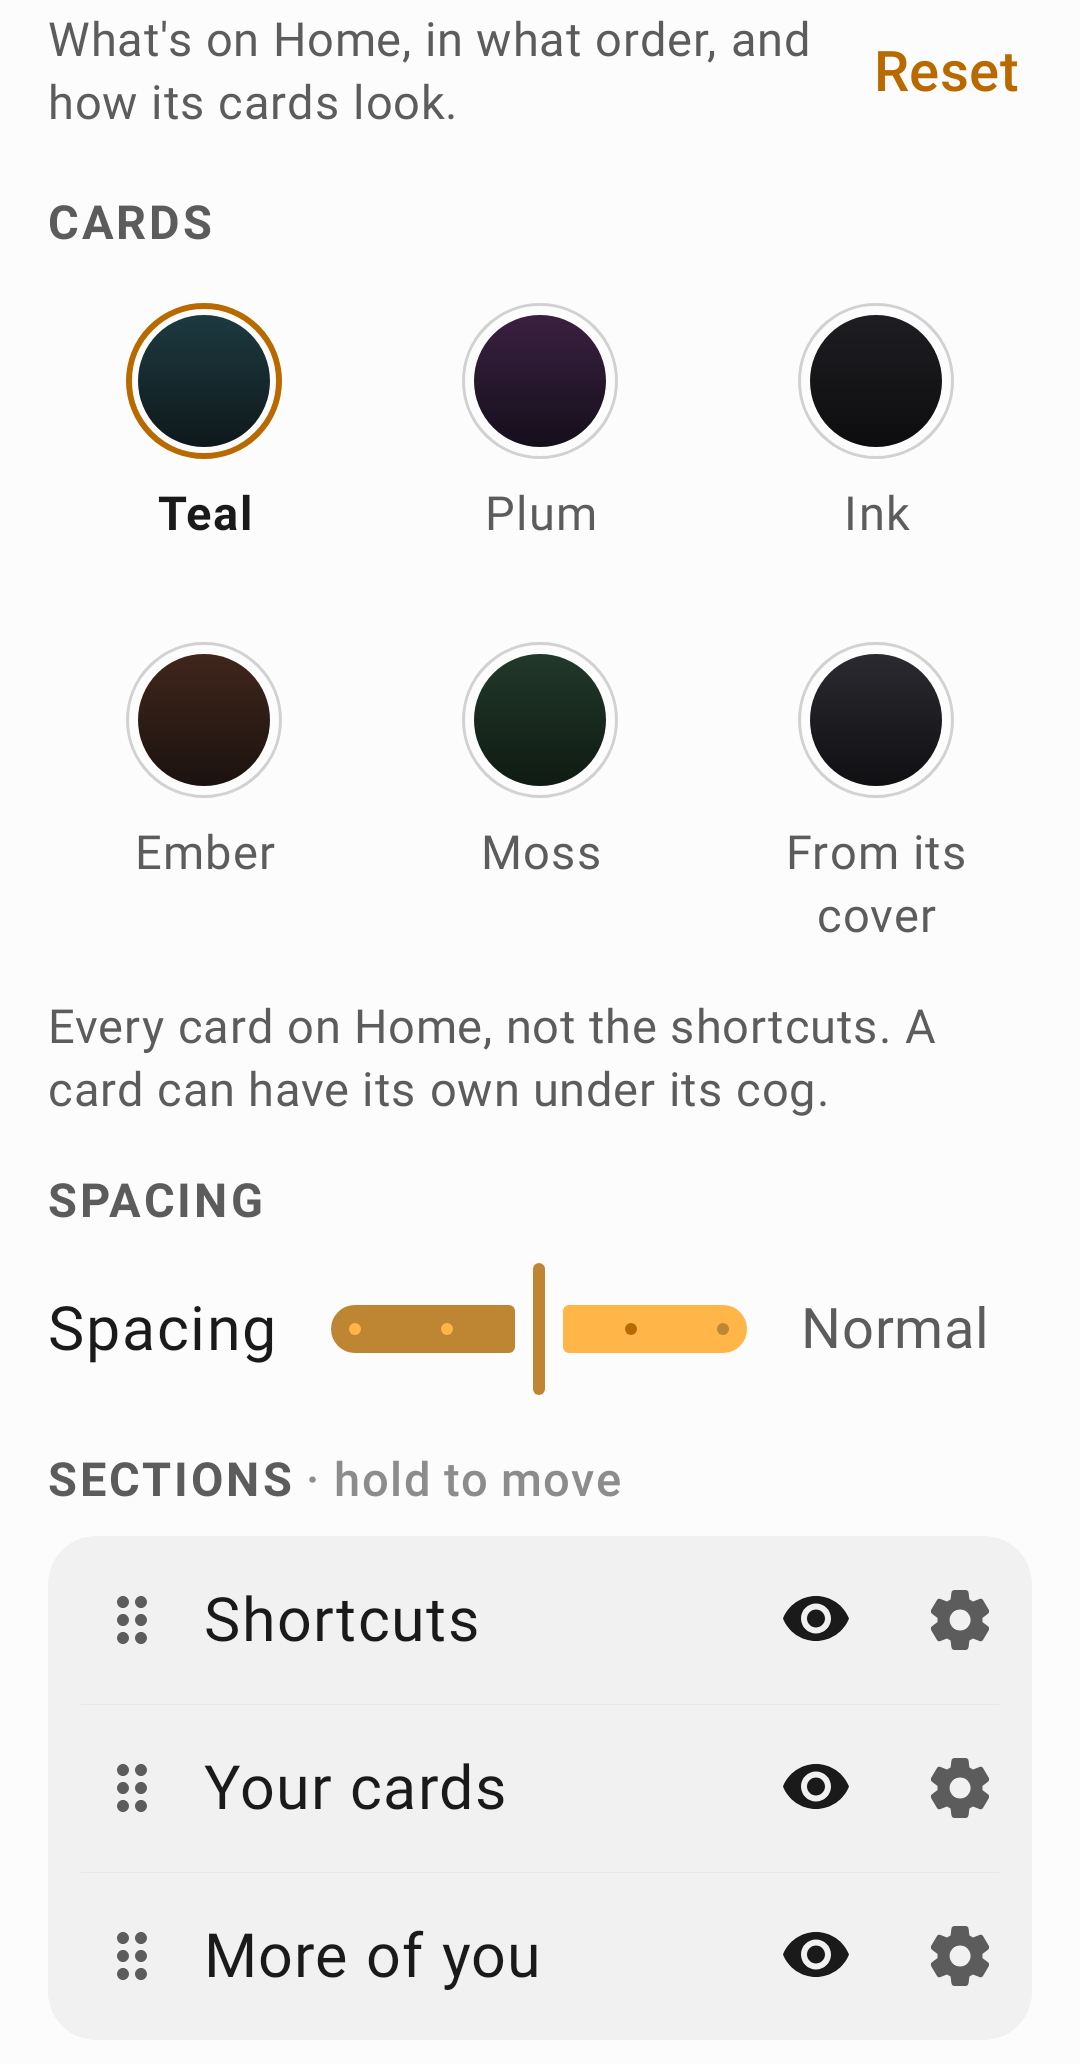 What's on Home, in what order, and
how its cards look.
Reset
CARDS
Teal
Plum
Ink
Ember
Moss
From its
cover
Every card on Home, not the shortcuts. A
card can have its own under its cog.
SPACING
Spacing
Normal
SECTIONS · hold to move
Shortcuts
Your cards
More of you